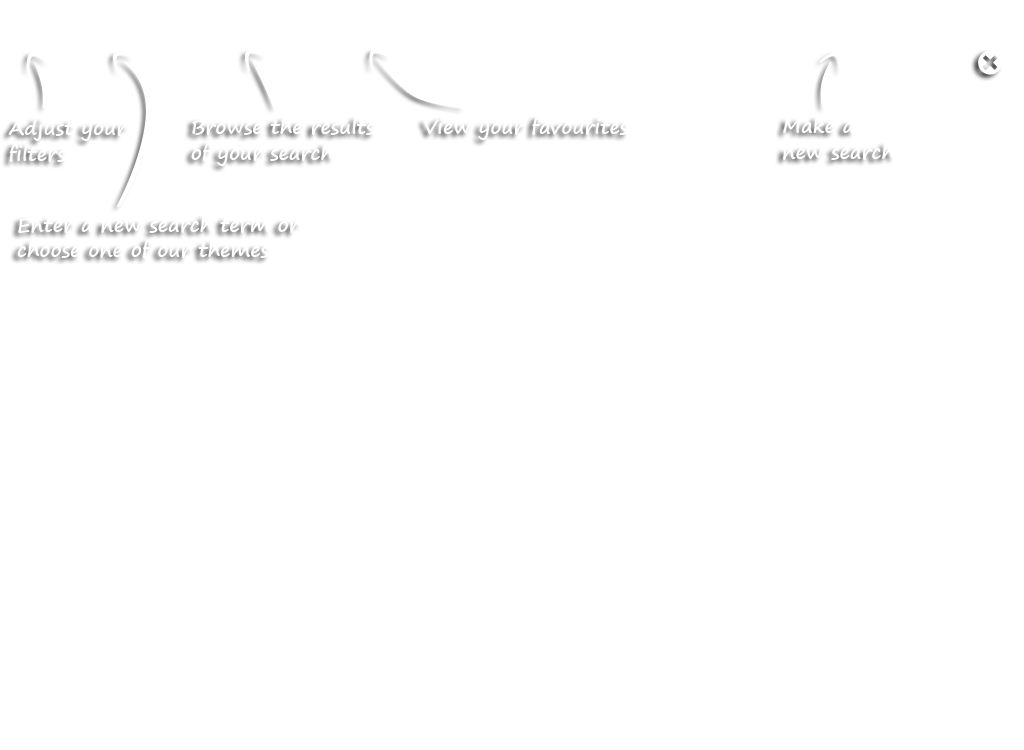 Adjust your
filters
Browse the results
of your search
View your favourites
Make a
new search
Enter a new search term or
choose one of our themes